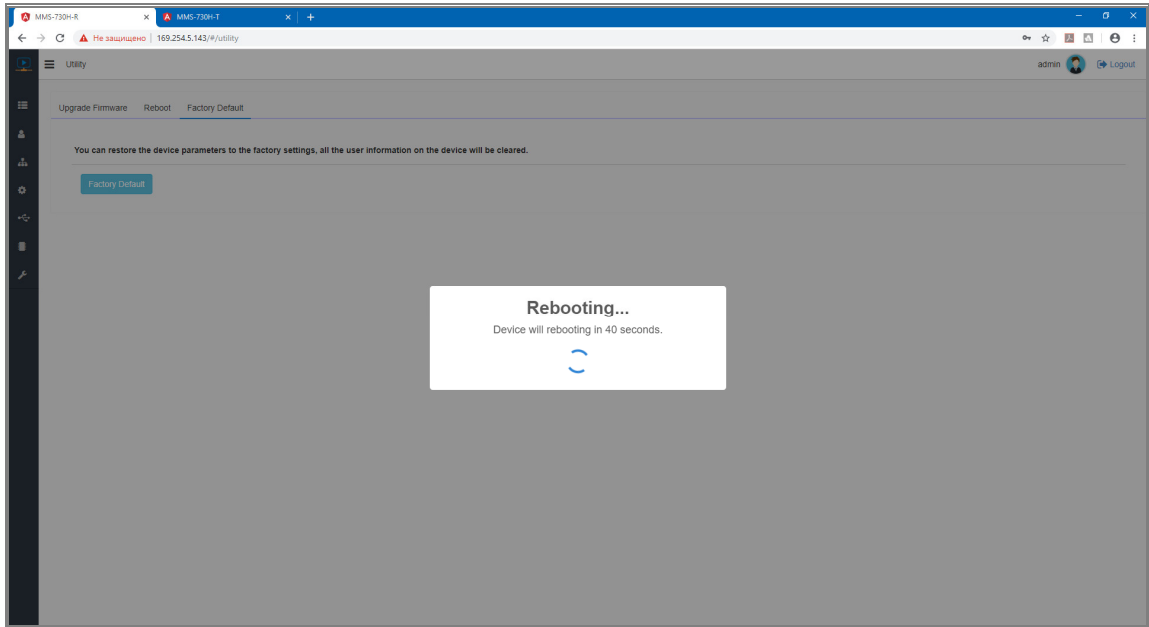 MMS-730H-R
MMS-730H-T
Не защищено | 169.254.5.143/#/utility
Utility
admin
Logout
Upgrade Firmware Reboot Factory Default
You can restore the device parameters to the factory settings, all the user information on the device will be cleared.
Factory Default
Rebooting...
Device will rebooting in 40 seconds.